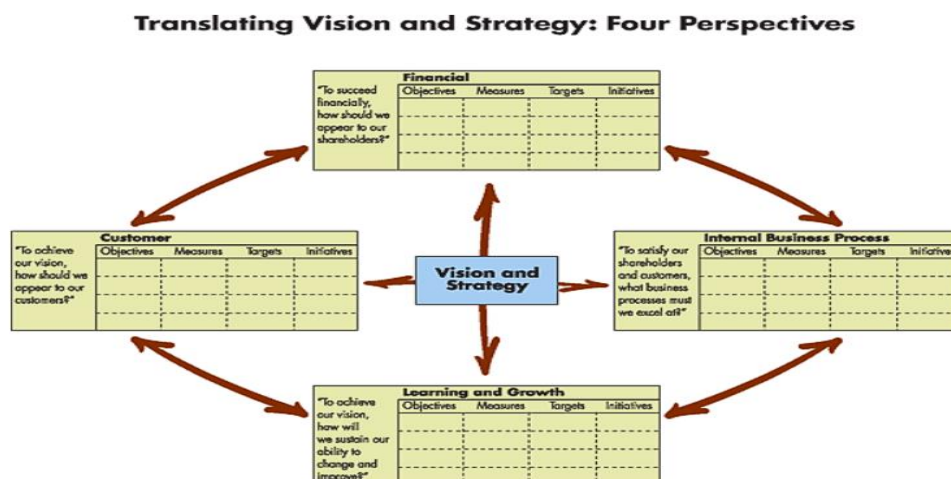 Translating Vision and Strategy: Four Perspectives
Financial
"To succeed
financially,
how should we
appear to our
shareholders?"
Objectives Measures Targets Initiatives
Customer
"To achieve
our vision,
how should we
appear to our
customers?"
Objectives Measures Targets Initiatives
Vision and
Strategy
Internal Business Process
"To satisfy our
shareholders
and customers,
what business
processes must
we excel at?"
Objectives Measures Targets Initiative
Learning and Growth
"To achieve
our vision,
how will
we sustain our
ability to
change and
improve?"
Objectives Measures Targets Initiatives